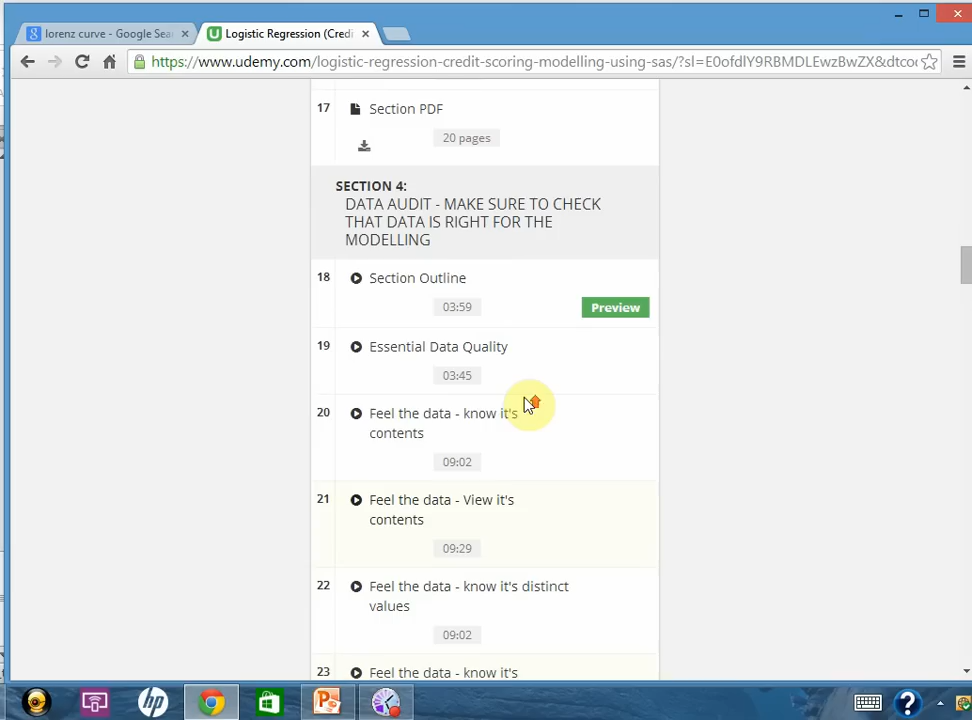 lorenz curve - Google Sear
Logistic Regression (Credi
https://www.udemy.com/logistic-regression-credit-scoring-modelling-using-sas/?sl=E0ofdlY9RBMDLEwzBwZX&dtcoo
17 Section PDF
20 pages
SECTION 4:
DATA AUDIT - MAKE SURE TO CHECK
THAT DATA IS RIGHT FOR THE
MODELLING
18 Section Outline
03:59 Preview
19 Essential Data Quality
03:45
20 Feel the data - know it's
contents
09:02
21 Feel the data - View it's
contents
09:29
22 Feel the data - know it's distinct
values
09:02
23 Feel the data - know it's